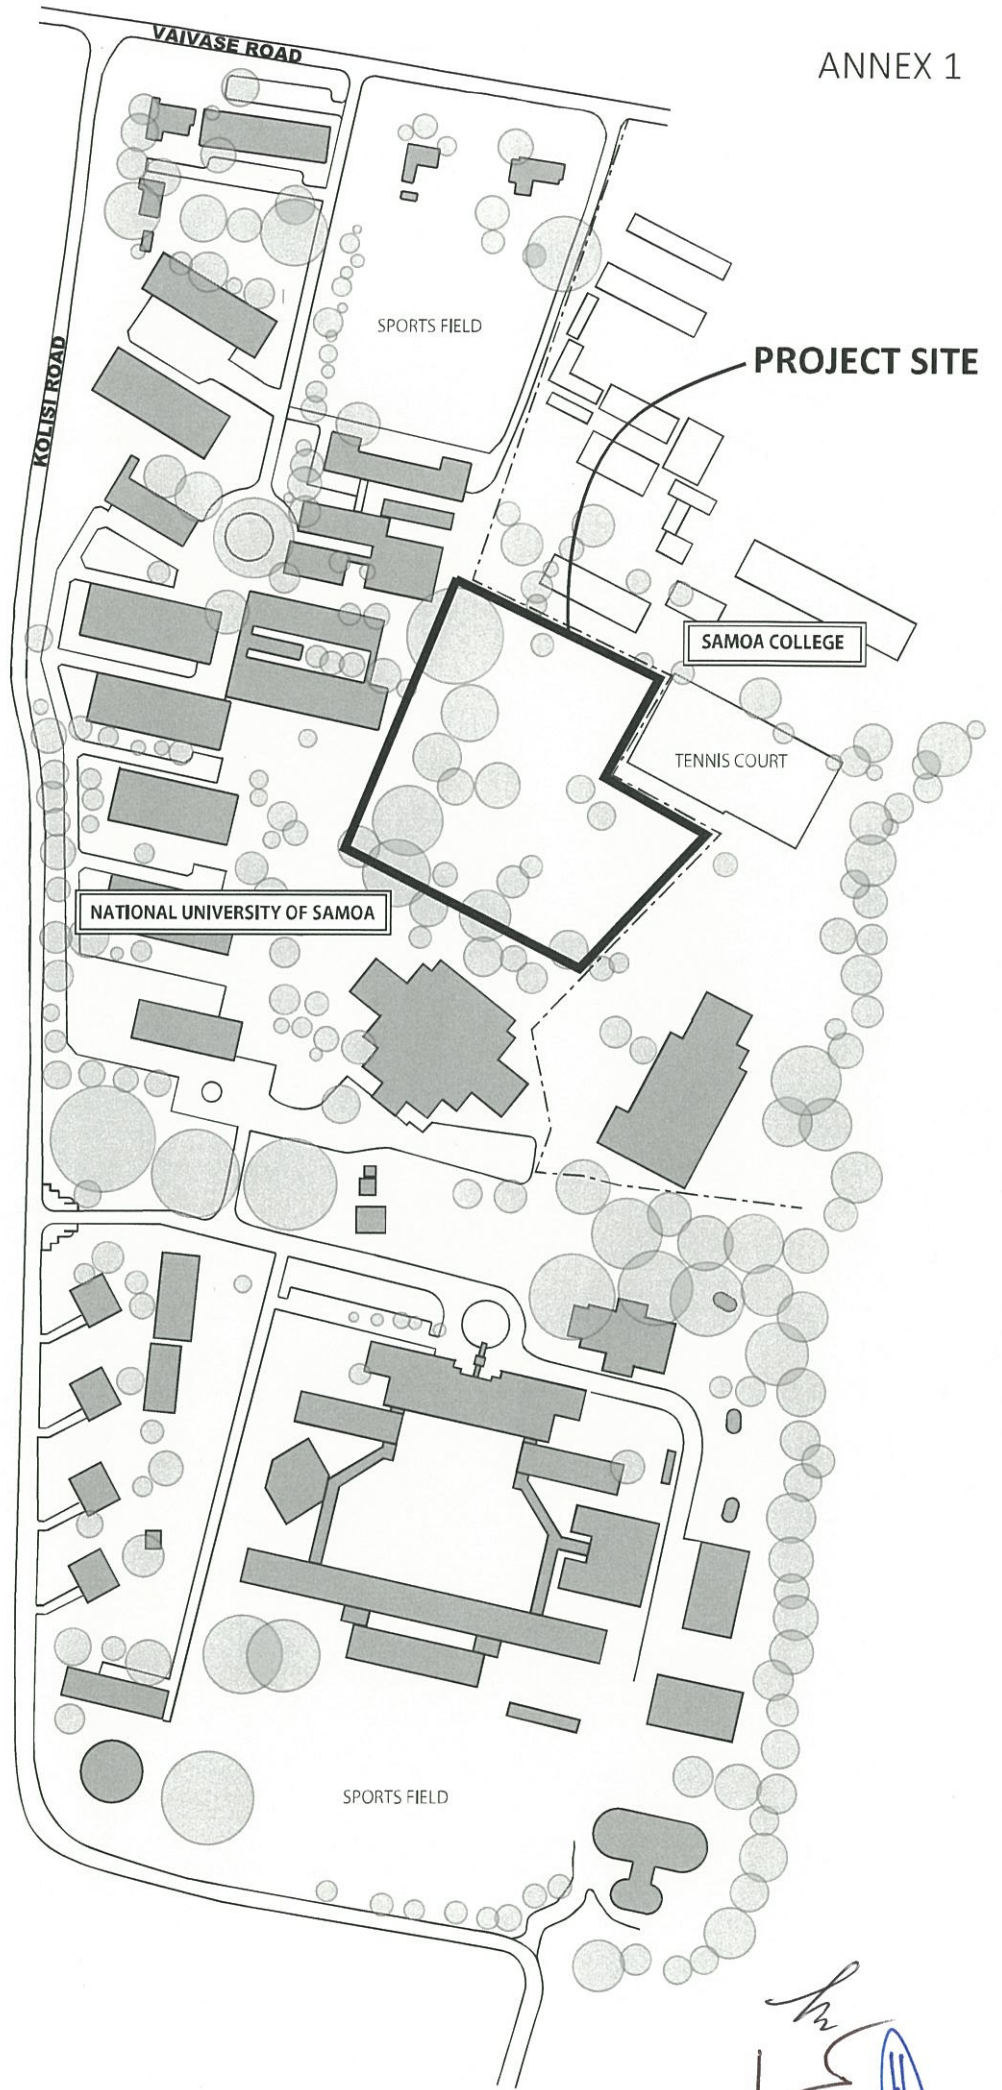 VAIVASE ROAD
ANNEX 1
SPORTS FIELD
PROJECT SITE
KOLISI ROAD
SAMOA COLLEGE
TENNIS COURT
NATIONAL UNIVERSITY OF SAMOA
SPORTS FIELD